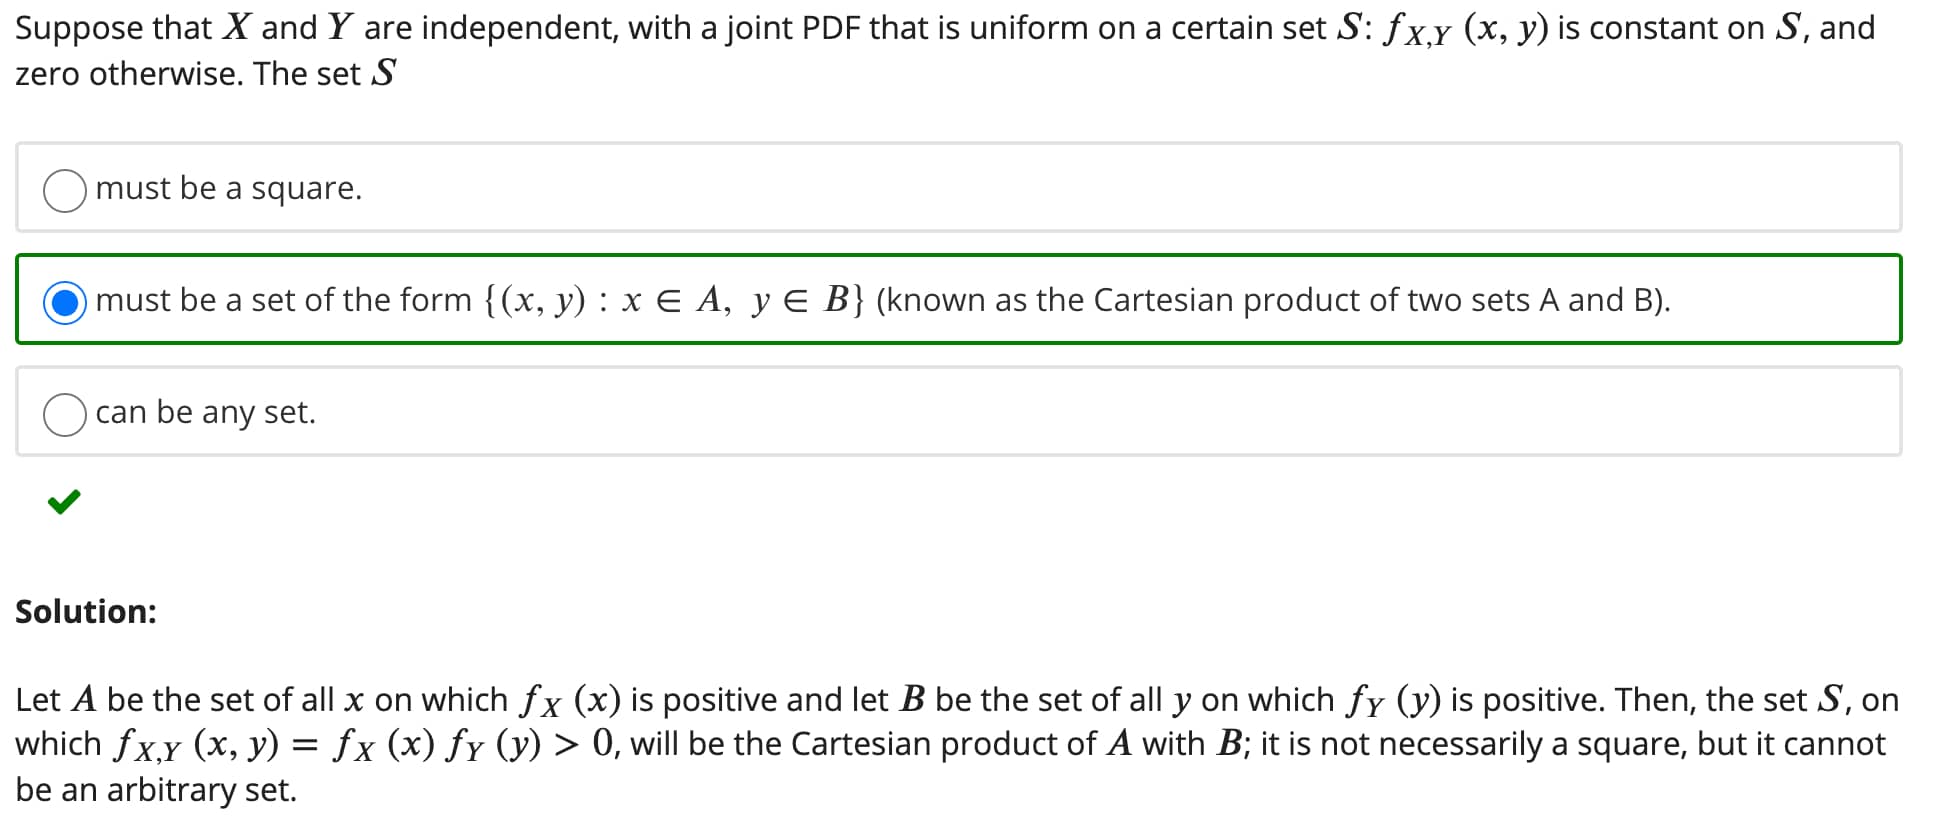 Suppose that X and Y are independent, with a joint PDF that is uniform on a certain set S: f_{X,Y} (x, y) is constant on S, and
zero otherwise. The set S
must be a square.
must be a set of the form {(x, y) : x ∈ A, y ∈ B} (known as the Cartesian product of two sets A and B).
can be any set.
Solution:
Let A be the set of all x on which f_X (x) is positive and let B be the set of all y on which f_Y (y) is positive. Then, the set S, on
which f_{X,Y} (x, y) = f_X (x) f_Y (y) > 0, will be the Cartesian product of A with B; it is not necessarily a square, but it cannot
be an arbitrary set.